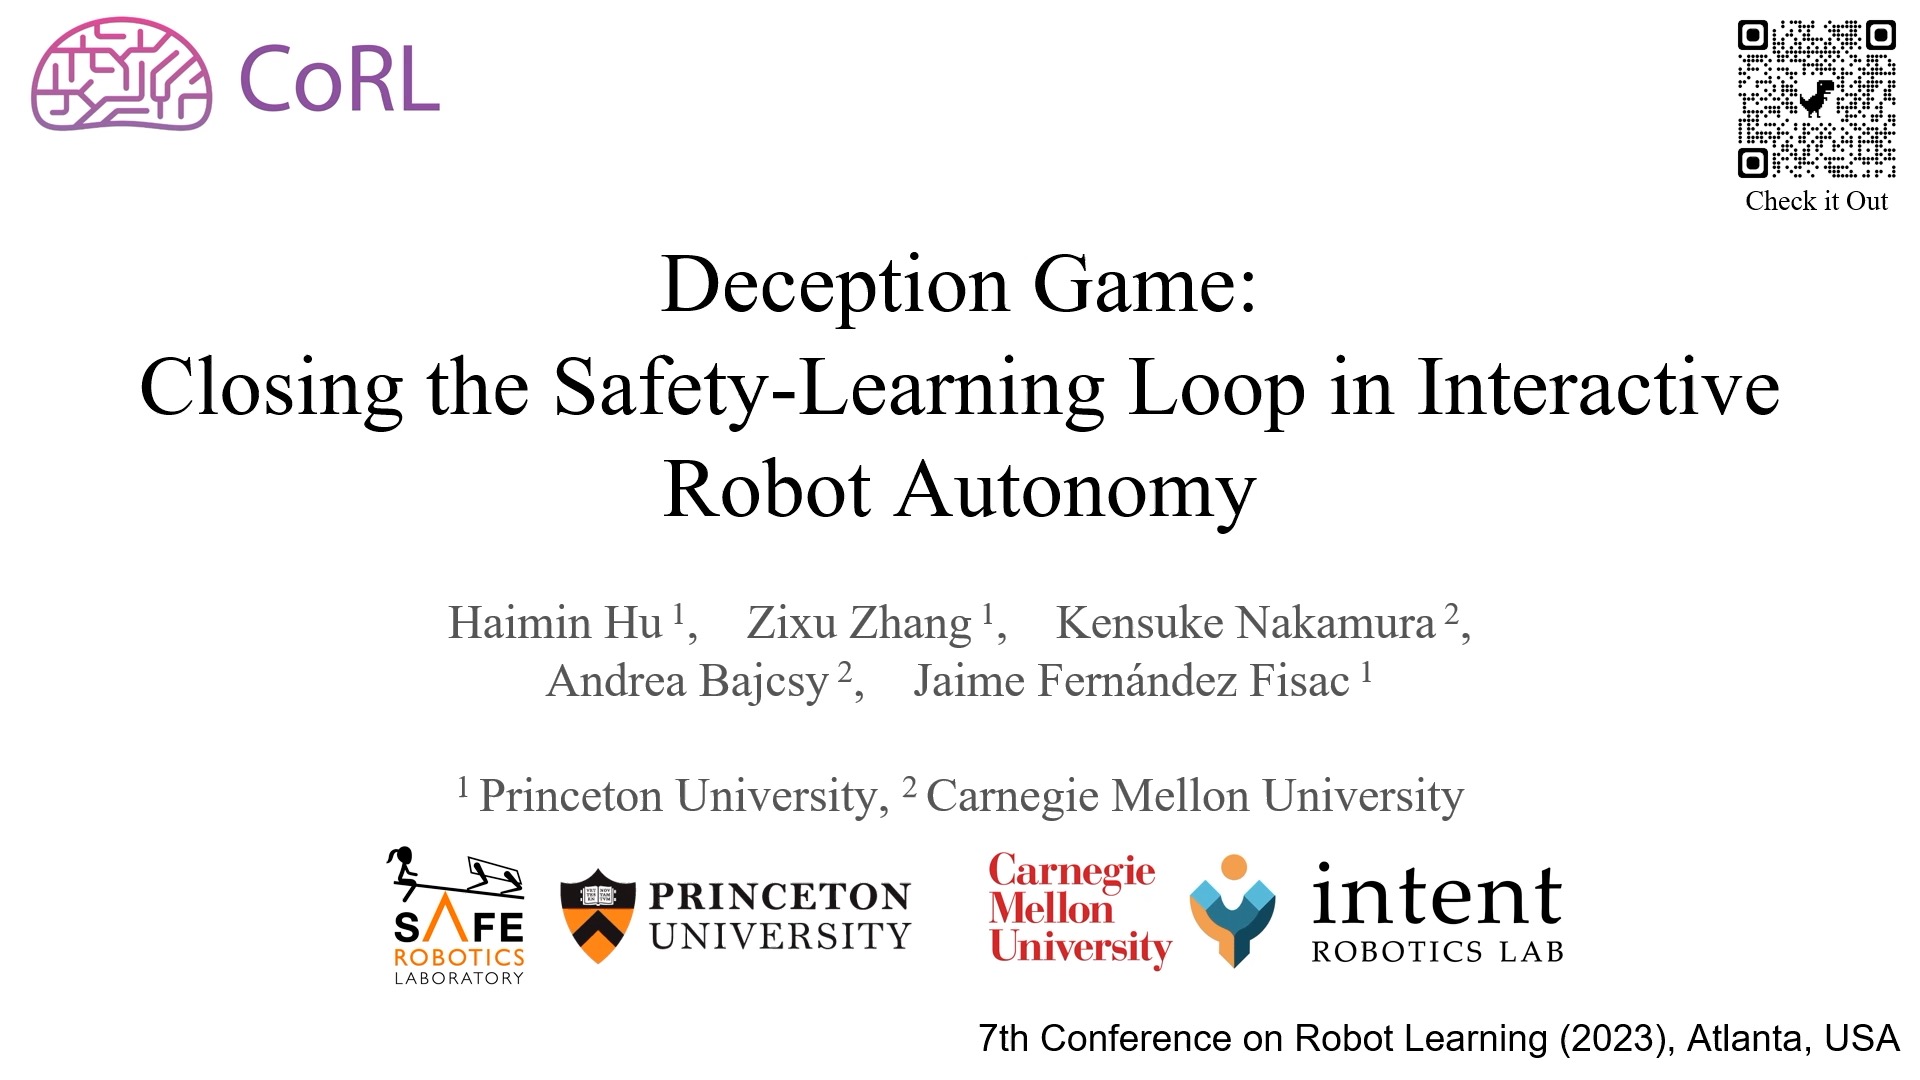 CoRL
Check it Out
Deception Game:
Closing the Safety-Learning Loop in Interactive
Robot Autonomy
Haimin Hu ¹, Zixu Zhang ¹, Kensuke Nakamura ²,
Andrea Bajcsy ², Jaime Fernández Fisac ¹
¹ Princeton University, ² Carnegie Mellon University
SAFE
ROBOTICS
LABORATORY
PRINCETON
UNIVERSITY
Carnegie
Mellon
University
intent
ROBOTICS LAB
7th Conference on Robot Learning (2023), Atlanta, USA